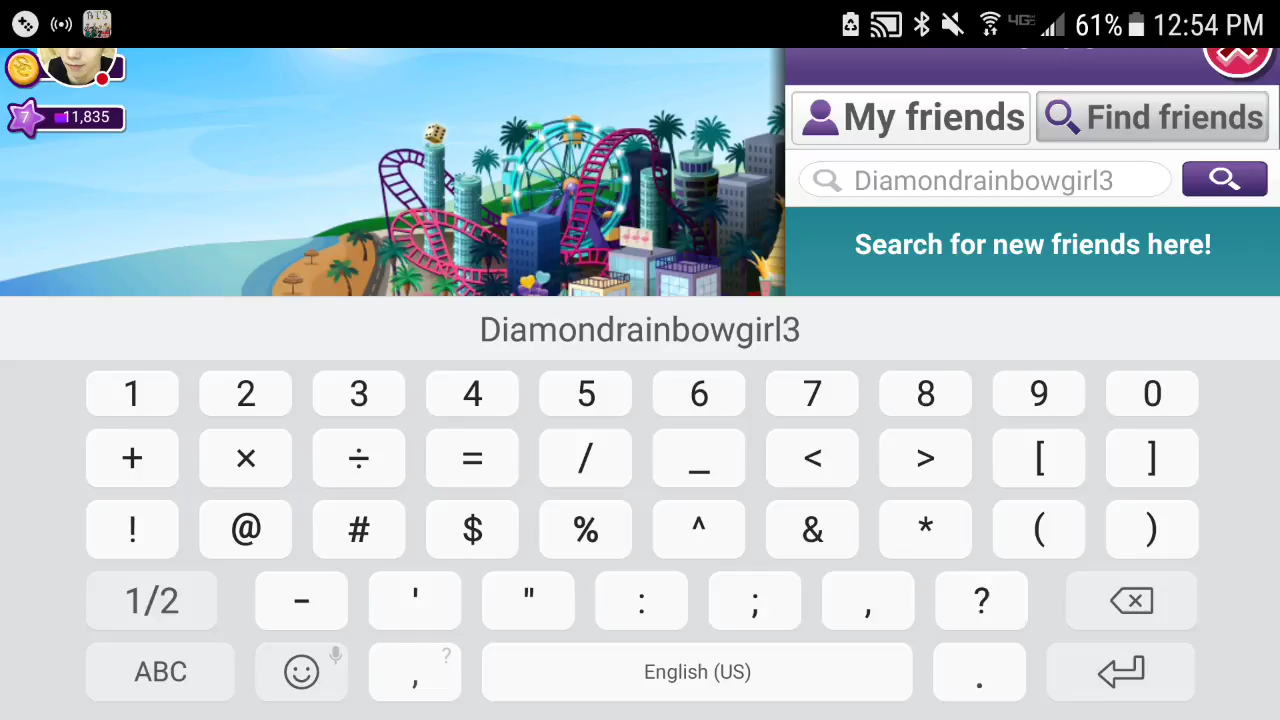 4G 61% 12:54 PM
7 11,835
My friends Find friends
Diamondrainbowgirl3
Search for new friends here!
Diamondrainbowgirl3
1 2 3 4 5 6 7 8 9 0
+ × ÷ = / _ < > [ ]
! @ # $ % ^ & * ( )
1/2 - ' " : ; , ?
ABC , ? English (US) .